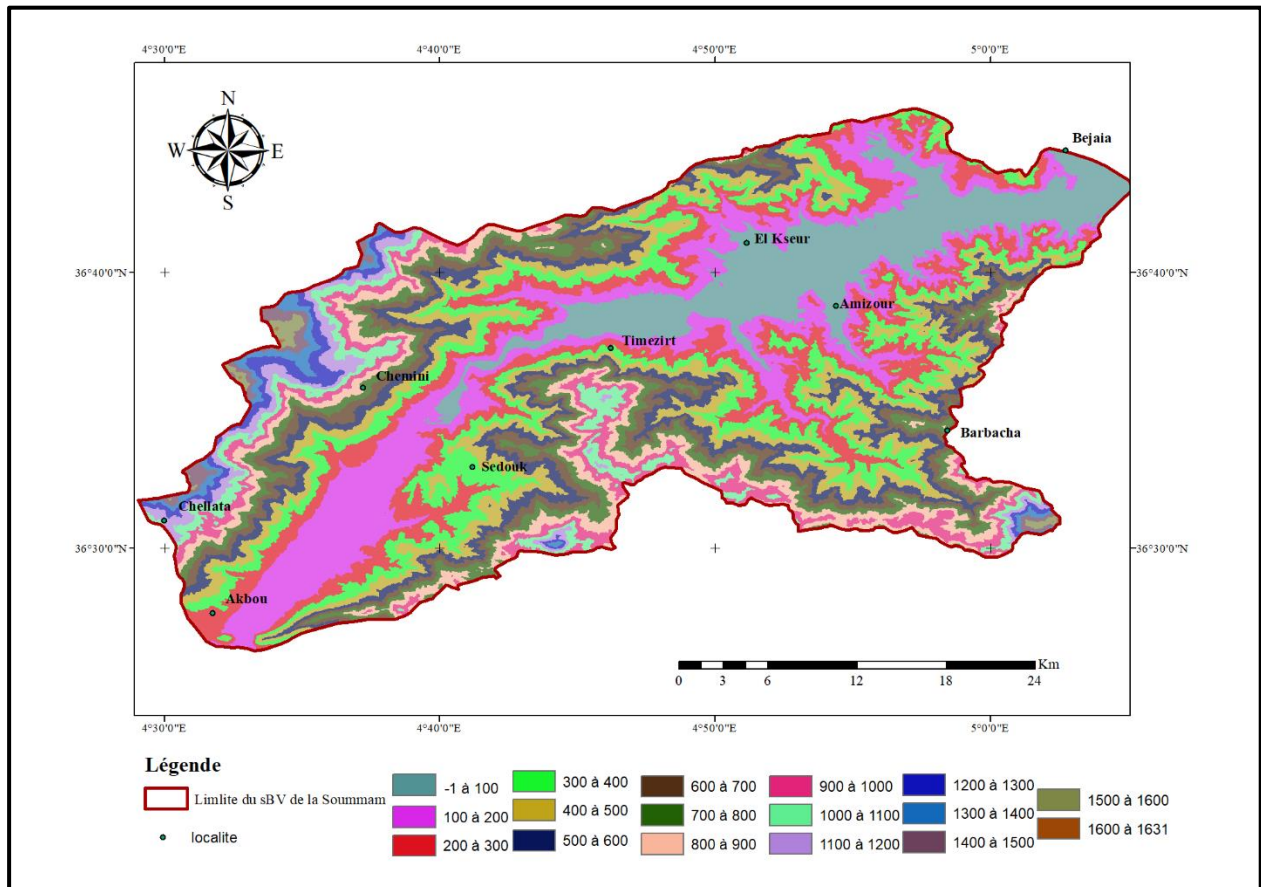 4°30'0"E 4°40'0"E 4°50'0"E 5°0'0"E
N
W E
S
Bejaia
El Kseur
36°40'0"N 36°40'0"N
Amizour
Timezirt
Chemini
Barbacha
Sedouk
Chellata
36°30'0"N 36°30'0"N
Akbou
Km
0 3 6 12 18 24
4°30'0"E 4°40'0"E 4°50'0"E 5°0'0"E
Légende
Limlite du sBV de la Soummam
localite
-1 à 100
100 à 200
200 à 300
300 à 400
400 à 500
500 à 600
600 à 700
700 à 800
800 à 900
900 à 1000
1000 à 1100
1100 à 1200
1200 à 1300
1300 à 1400
1400 à 1500
1500 à 1600
1600 à 1631